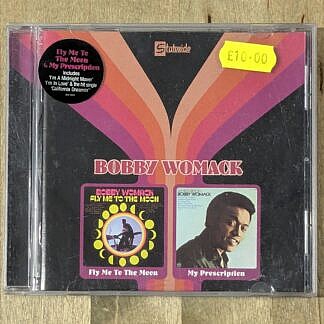 Fly Me To
The Moon
& My Prescription
Includes
'I'm A Midnight Mover'
'I'm In Love' & the hit single
'California Dreamin''
Stateside
£10.00
BOBBY WOMACK
BOBBY WOMACK
FLY ME TO THE MOON
Fly Me To The Moon
BOBBY WOMACK
My Prescription